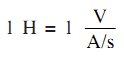 1 H = 1 V
A/s